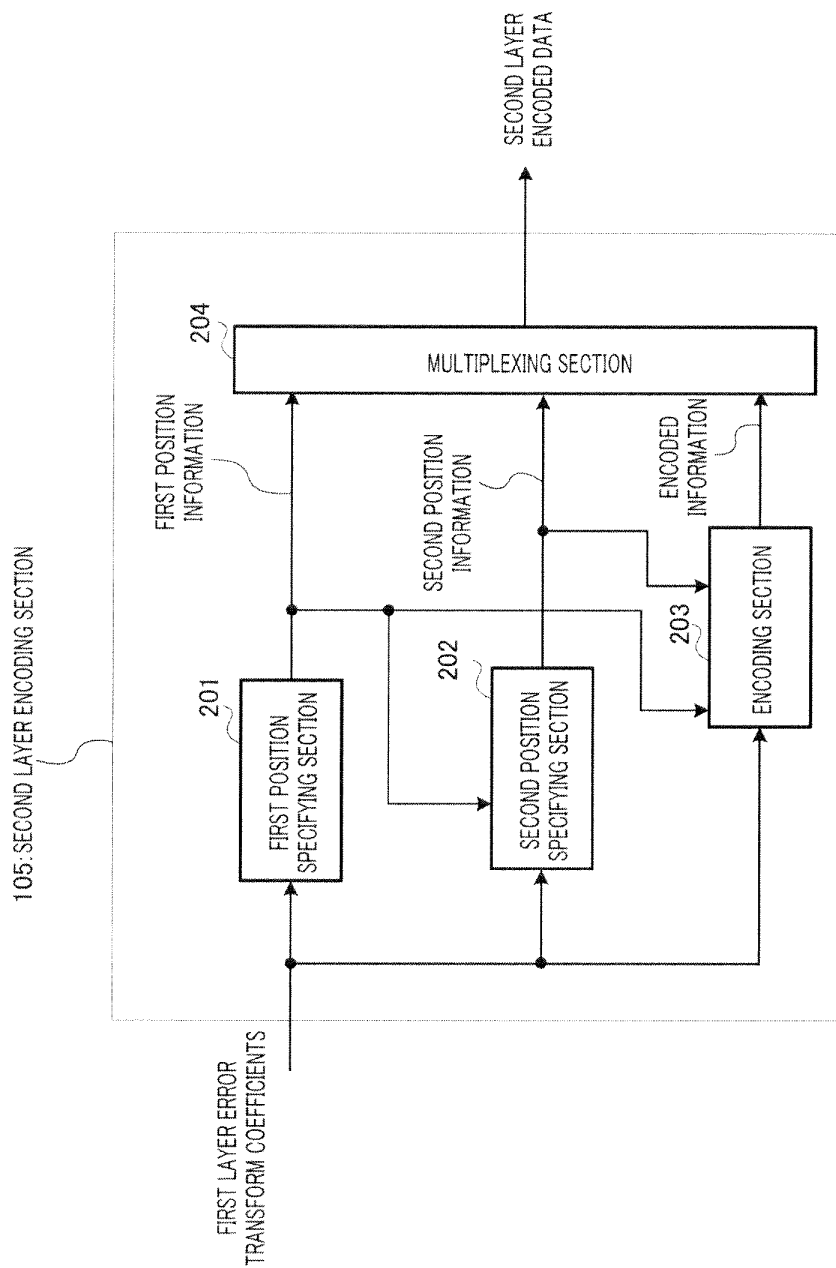 105:SECOND LAYER ENCODING SECTION
FIRST LAYER ERROR
TRANSFORM COEFFICIENTS
201
FIRST POSITION
SPECIFYING SECTION
FIRST POSITION
INFORMATION
202
SECOND POSITION
SPECIFYING SECTION
SECOND POSITION
INFORMATION
203
ENCODING SECTION
ENCODED
INFORMATION
204
MULTIPLEXING SECTION
SECOND LAYER
ENCODED DATA